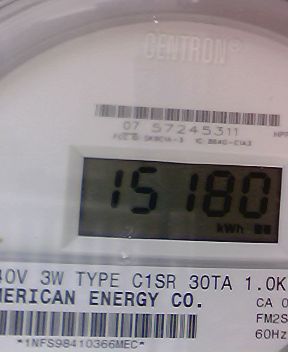 CENTRON®
07 57245311
15180
kWh
40V 3W TYPE C1SR 30TA 1.0K
MERICAN ENERGY CO.
CA 0
FM2S
60Hz
*1NFS98410366MEC*